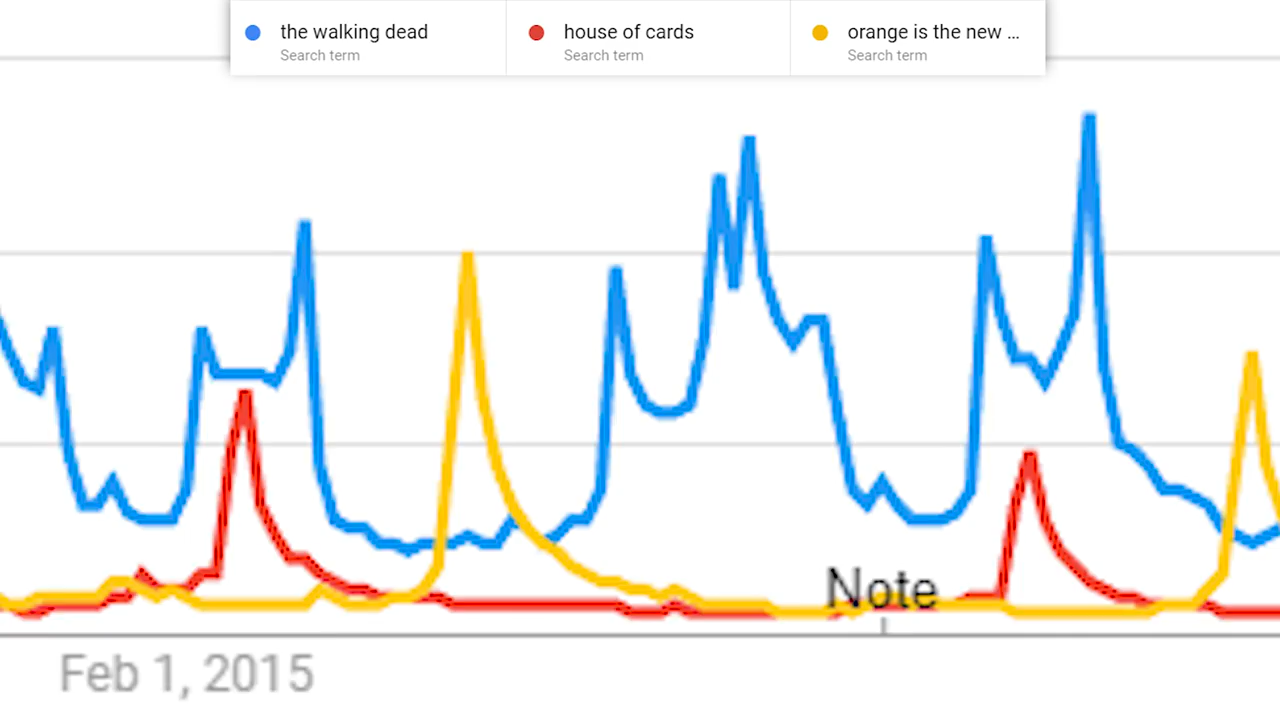 the walking dead
Search term
house of cards
Search term
orange is the new ...
Search term
Note
Feb 1, 2015